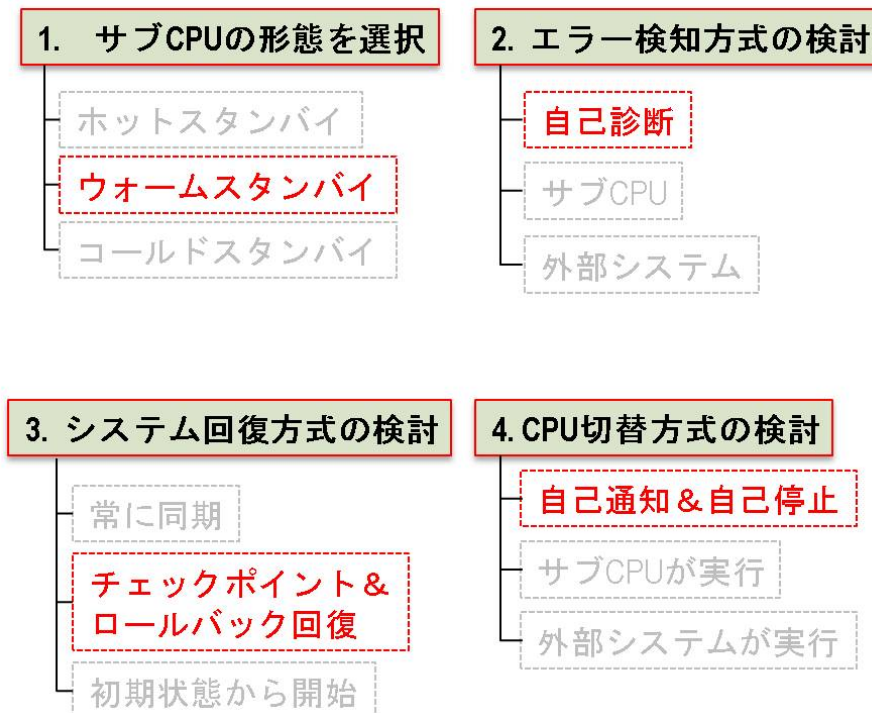 1. サブCPUの形態を選択
ホットスタンバイ
ウォームスタンバイ
コールドスタンバイ
2. エラー検知方式の検討
自己診断
サブCPU
外部システム
3. システム回復方式の検討
常に同期
チェックポイント＆
ロールバック回復
初期状態から開始
4. CPU切替方式の検討
自己通知＆自己停止
サブCPUが実行
外部システムが実行